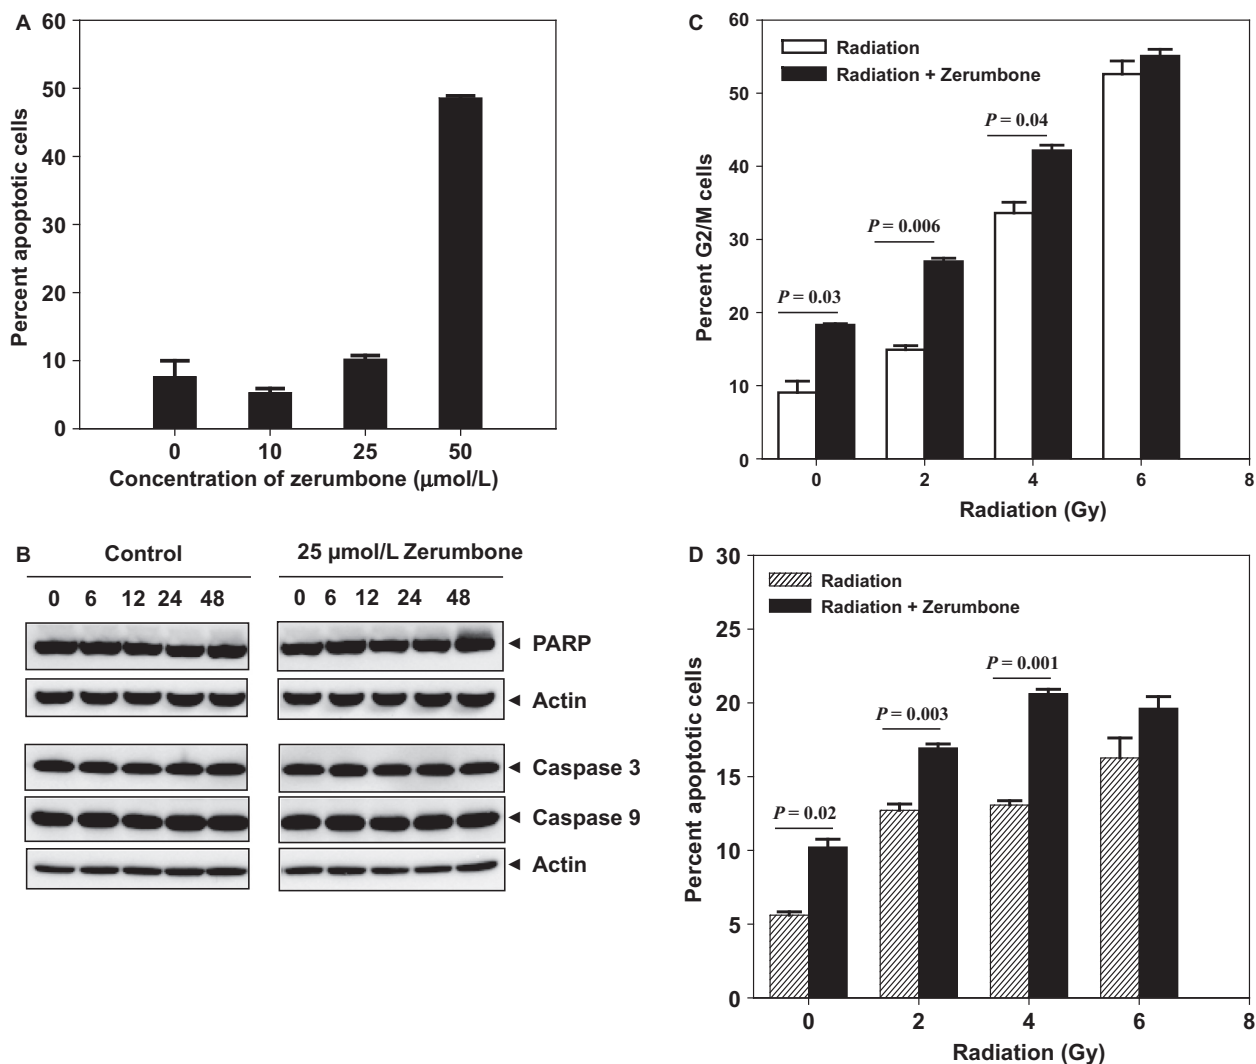 A
60
50
40
30
20
10
0
Percent apoptotic cells
0 10 25 50
Concentration of zerumbone (μmol/L)
B
Control
25 μmol/L Zerumbone
0 6 12 24 48
0 6 12 24 48
◄ PARP
◄ Actin
◄ Caspase 3
◄ Caspase 9
◄ Actin
C
60
50
40
30
20
10
0
Percent G2/M cells
Radiation
Radiation + Zerumbone
P = 0.03
P = 0.006
P = 0.04
0 2 4 6 8
Radiation (Gy)
D
30
25
20
15
10
5
0
Percent apoptotic cells
Radiation
Radiation + Zerumbone
P = 0.02
P = 0.003
P = 0.001
0 2 4 6 8
Radiation (Gy)